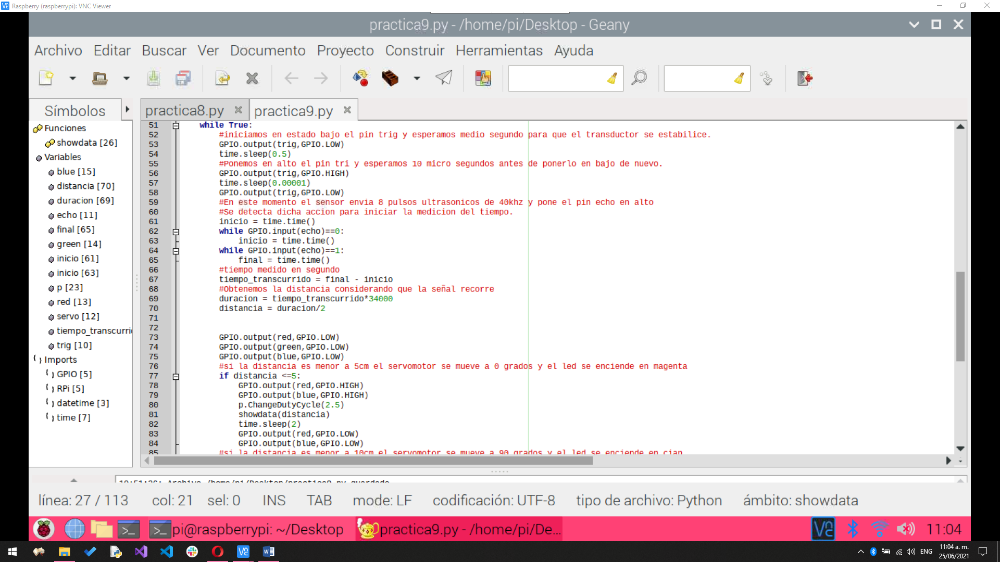 Raspberry (raspberrypi): VNC Viewer
practica9.py - /home/pi/Desktop - Geany
Archivo Editar Buscar Ver Documento Proyecto Construir Herramientas Ayuda
Símbolos
practica8.py
practica9.py
Funciones
showdata [26]
Variables
blue [15]
distancia [70]
duracion [69]
echo [11]
final [65]
green [14]
inicio [61]
inicio [63]
p [23]
red [13]
servo [12]
tiempo_transcurri
trig [10]
Imports
GPIO [5]
RPi [5]
datetime [3]
time [7]
51 while True:
52 #iniciamos en estado bajo el pin trig y esperamos medio segundo para que el transductor se estabilice.
53 GPIO.output(trig,GPIO.LOW)
54 time.sleep(0.5)
55 #Ponemos en alto el pin tri y esperamos 10 micro segundos antes de ponerlo en bajo de nuevo.
56 GPIO.output(trig,GPIO.HIGH)
57 time.sleep(0.00001)
58 GPIO.output(trig,GPIO.LOW)
59 #En este momento el sensor envia 8 pulsos ultrasonicos de 40khz y pone el pin echo en alto
60 #Se detecta dicha accion para iniciar la medicion del tiempo.
61 inicio = time.time()
62 while GPIO.input(echo)==0:
63 inicio = time.time()
64 while GPIO.input(echo)==1:
65 final = time.time()
66 #tiempo medido en segundo
67 tiempo_transcurrido = final - inicio
68 #Obtenemos la distancia considerando que la señal recorre
69 duracion = tiempo_transcurrido*34000
70 distancia = duracion/2
71
72
73 GPIO.output(red,GPIO.LOW)
74 GPIO.output(green,GPIO.LOW)
75 GPIO.output(blue,GPIO.LOW)
76 #si la distancia es menor a 5cm el servomotor se mueve a 0 grados y el led se enciende en magenta
77 if distancia <=5:
78 GPIO.output(red,GPIO.HIGH)
79 GPIO.output(blue,GPIO.HIGH)
80 p.ChangeDutyCycle(2.5)
81 showdata(distancia)
82 time.sleep(2)
83 GPIO.output(red,GPIO.LOW)
84 GPIO.output(blue,GPIO.LOW)
85 #si la distancia es menor a 10cm el servomotor se mueve a 90 grados y el led se enciende en cian
10:51:26: Archivo /home/pi/Desktop/practica9.py guardado
línea: 27 / 113 col: 21 sel: 0 INS TAB mode: LF codificación: UTF-8 tipo de archivo: Python ámbito: showdata
pi@raspberrypi: ~/Desktop
practica9.py - /home/pi/De...
11:04
ENG
11:04 a. m.
25/06/2021